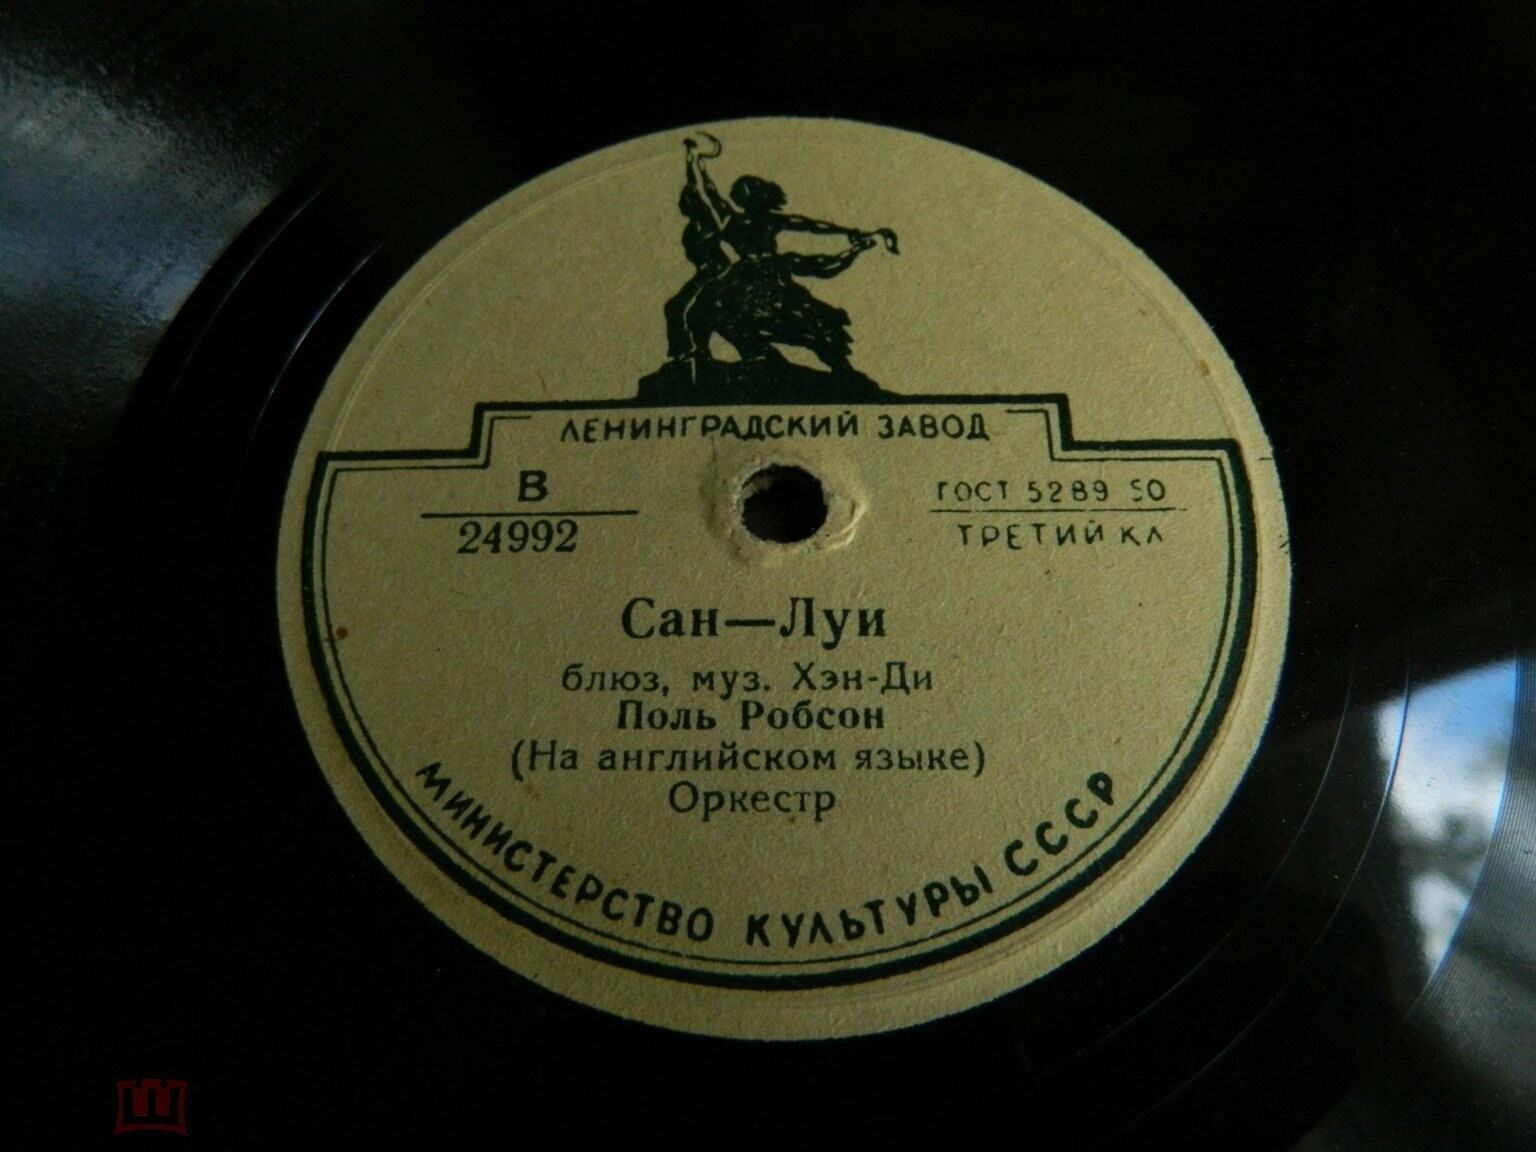 ЛЕНИНГРАДСКИЙ ЗАВОД
В
24992
ГОСТ 5289 50
ТРЕТИЙ КЛ
Сан—Луи
блюз, муз. Хэн-Ди
Поль Робсон
(На английском языке)
Оркестр
МИНИСТЕРСТВО КУЛЬТУРЫ СССР